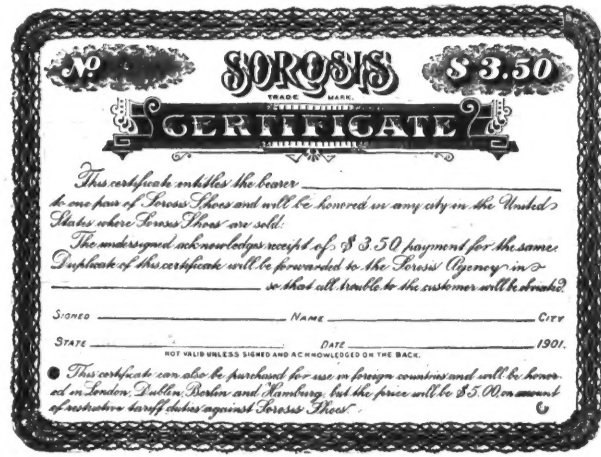 No SOROSIS $3.50
TRADE MARK.
CERTIFICATE
This certificate entitles the bearer
to one pair of Sorosis Shoes and will be honored in any city in the United
States where Sorosis Shoes are sold:
The undersigned acknowledges receipt of $3.50 payment for the same.
Duplicate of this certificate will be forwarded to the Sorosis Agency in
so that all trouble to the customer will be obviated.
SIGNED NAME CITY
STATE DATE 1901.
NOT VALID UNLESS SIGNED AND ACKNOWLEDGED ON THE BACK.
This certificate can also be purchased for use in foreign countries and will be honor-
ed in London, Dublin, Berlin and Hamburg, but the price will be $5.00, on account
of restrictive tariff duties against Sorosis Shoes.